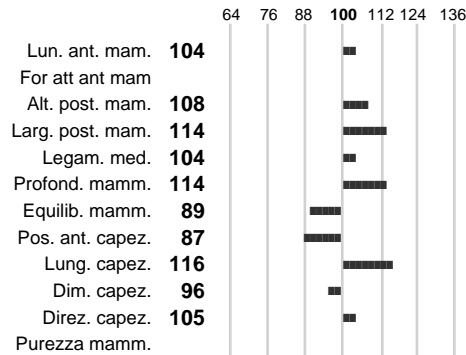 64 76 88 100 112 124 136
Lun. ant. mam. 104
For att ant mam
Alt. post. mam. 108
Larg. post. mam. 114
Legam. med. 104
Profond. mamm. 114
Equilib. mamm. 89
Pos. ant. capez. 87
Lung. capez. 116
Dim. capez. 96
Direz. capez. 105
Purezza mamm.